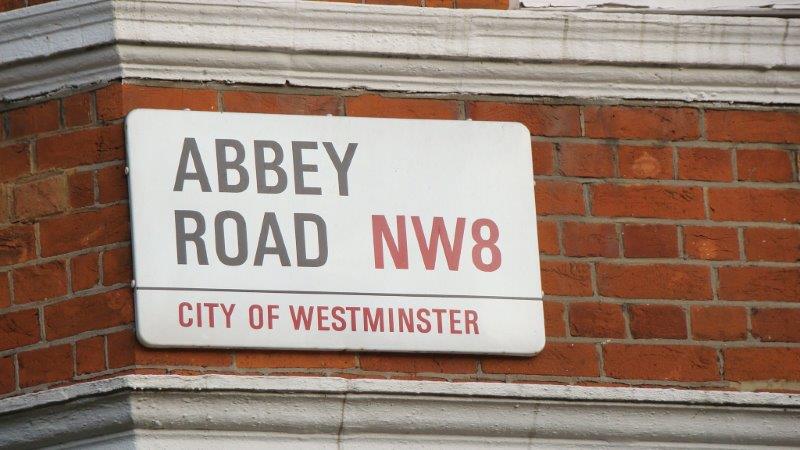 ABBEY
ROAD NW8
CITY OF WESTMINSTER